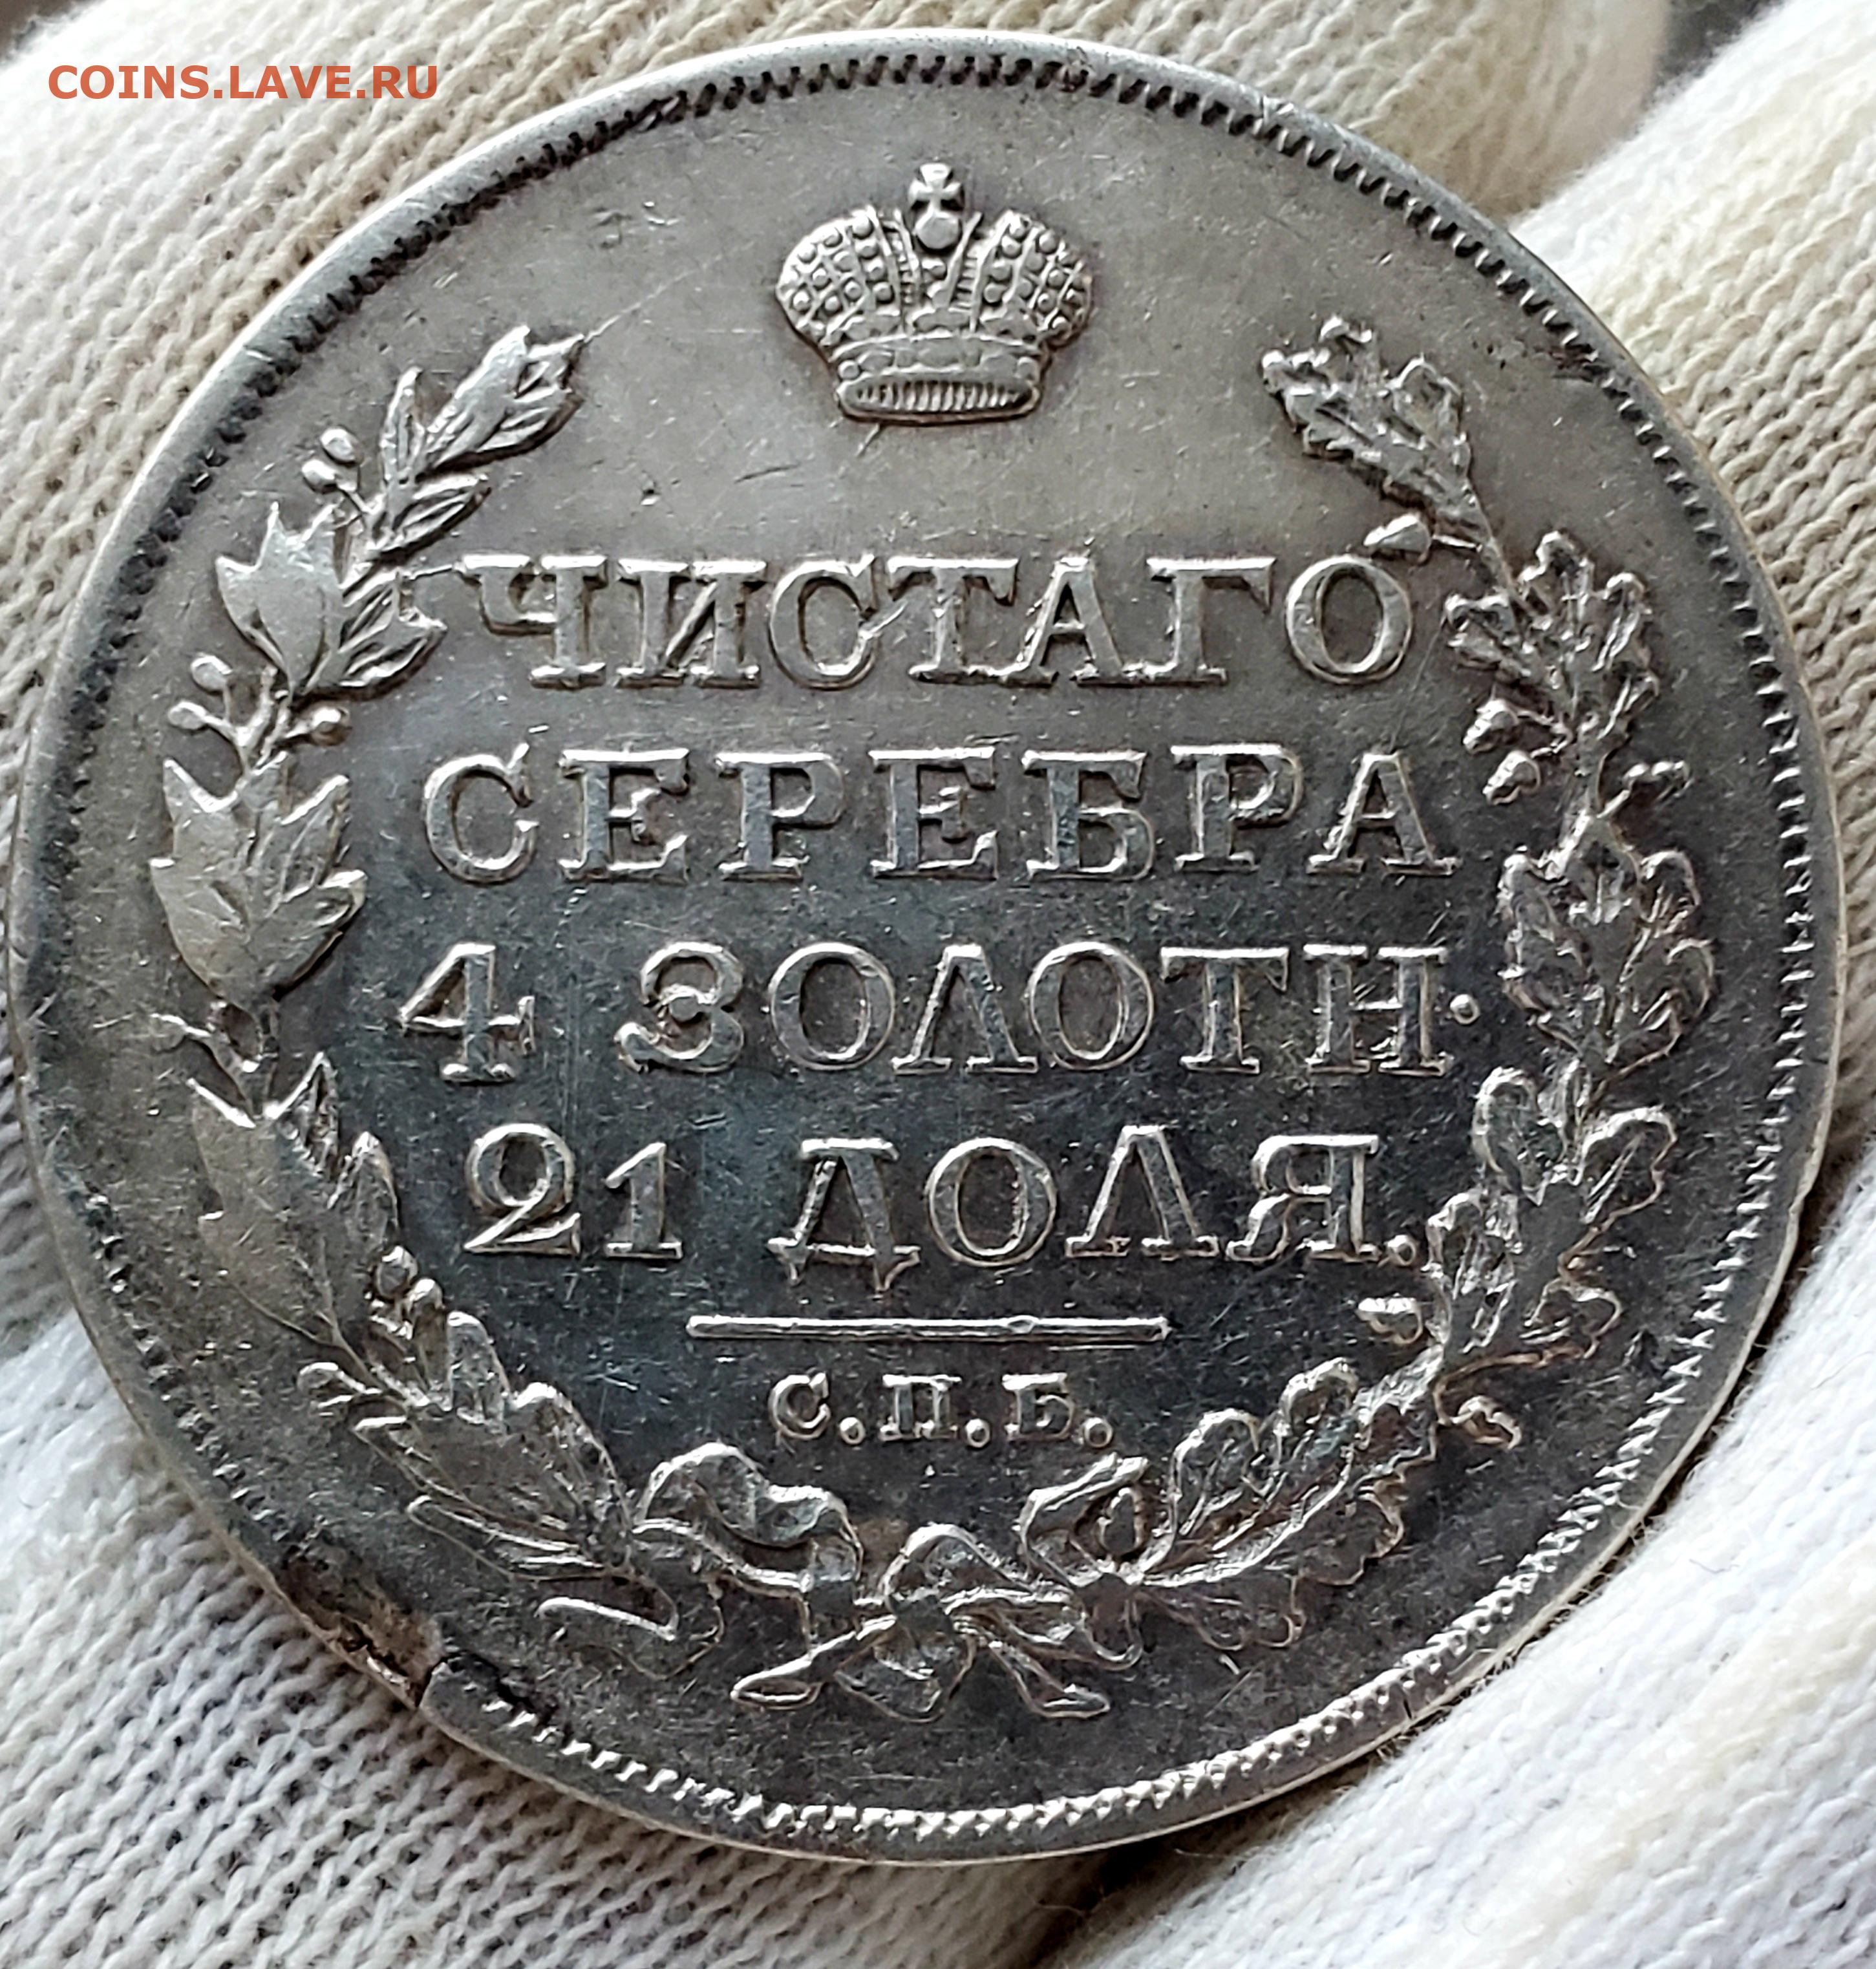 COINS.LAVE.RU
ЧИСТАГО
СЕРЕБРА
4 ЗОЛОТН.
21 ДОЛЯ.
С.П.Б.